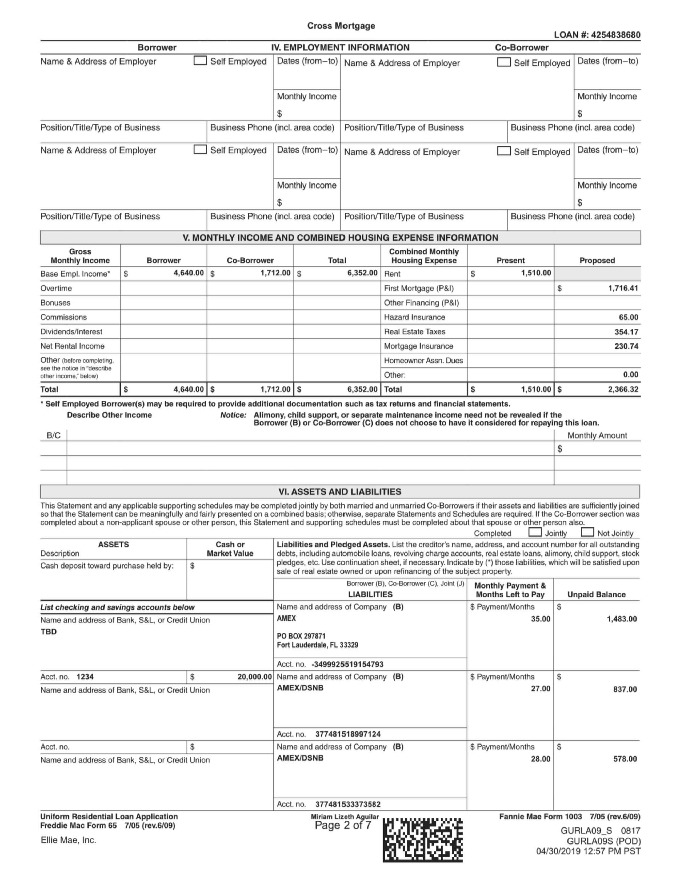 Cross Mortgage
LOAN #: 4254838680
Borrower IV. EMPLOYMENT INFORMATION Co-Borrower
Name & Address of Employer Self Employed Dates (from–to) Name & Address of Employer Self Employed Dates (from–to)
Monthly Income Monthly Income
$ $
Position/Title/Type of Business Business Phone (incl. area code) Position/Title/Type of Business Business Phone (incl. area code)
Name & Address of Employer Self Employed Dates (from–to) Name & Address of Employer Self Employed Dates (from–to)
Monthly Income Monthly Income
$ $
Position/Title/Type of Business Business Phone (incl. area code) Position/Title/Type of Business Business Phone (incl. area code)
V. MONTHLY INCOME AND COMBINED HOUSING EXPENSE INFORMATION
Gross Monthly Income Borrower Co-Borrower Total Combined Monthly Housing Expense Present Proposed
Base Empl. Income* $ 4,640.00 $ 1,712.00 $ 6,352.00 Rent $ 1,510.00
Overtime First Mortgage (P&I) $ 1,716.41
Bonuses Other Financing (P&I)
Commissions Hazard Insurance 65.00
Dividends/Interest Real Estate Taxes 354.17
Net Rental Income Mortgage Insurance 230.74
Other (before completing, Homeowner Assn. Dues
see the notice in "describe
other income," below) Other: 0.00
Total $ 4,640.00 $ 1,712.00 $ 6,352.00 Total $ 1,510.00 $ 2,366.32
* Self Employed Borrower(s) may be required to provide additional documentation such as tax returns and financial statements.
Describe Other Income Notice: Alimony, child support, or separate maintenance income need not be revealed if the
Borrower (B) or Co-Borrower (C) does not choose to have it considered for repaying this loan.
B/C Monthly Amount
$
VI. ASSETS AND LIABILITIES
This Statement and any applicable supporting schedules may be completed jointly by both married and unmarried Co-Borrowers if their assets and liabilities are sufficiently joined
so that the Statement can be meaningfully and fairly presented on a combined basis; otherwise, separate Statements and Schedules are required. If the Co-Borrower section was
completed about a non-applicant spouse or other person, this Statement and supporting schedules must be completed about that spouse or other person also.
Completed Jointly Not Jointly
ASSETS Cash or
Description Market Value
Cash deposit toward purchase held by: $
Liabilities and Pledged Assets. List the creditor's name, address, and account number for all outstanding
debts, including automobile loans, revolving charge accounts, real estate loans, alimony, child support, stock
pledges, etc. Use continuation sheet, if necessary. Indicate by (*) those liabilities, which will be satisfied upon
sale of real estate owned or upon refinancing of the subject property.
Borrower (B), Co-Borrower (C), Joint (J)
LIABILITIES Monthly Payment & Months Left to Pay Unpaid Balance
List checking and savings accounts below Name and address of Company (B) $ Payment/Months $
Name and address of Bank, S&L, or Credit Union AMEX 35.00 1,483.00
TBD
PO BOX 297871
Fort Lauderdale, FL 33329
Acct. no. -3499925519154793
Acct. no. 1234 $ 20,000.00 Name and address of Company (B) $ Payment/Months $
Name and address of Bank, S&L, or Credit Union AMEX/DSNB 27.00 837.00
Acct. no. 377481518997124
Acct. no. $ Name and address of Company (B) $ Payment/Months $
Name and address of Bank, S&L, or Credit Union AMEX/DSNB 28.00 578.00
Acct. no. 377481533373582
Uniform Residential Loan Application Miriam Lizeth Aguilar Fannie Mae Form 1003 7/05 (rev.6/09)
Freddie Mac Form 65 7/05 (rev.6/09) Page 2 of 7
GURLA09_S 0817
Ellie Mae, Inc. GURLA09S (POD)
04/30/2019 12:57 PM PST